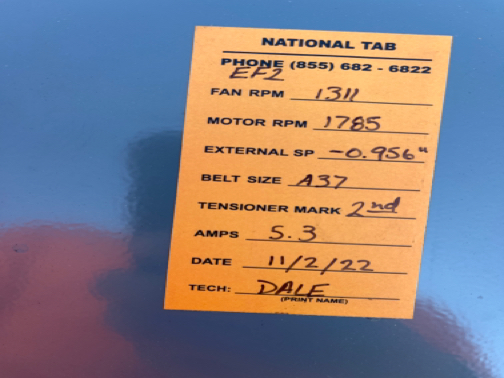 NATIONAL TAB
PHONE (855) 682 - 6822
EF2
FAN RPM 1311
MOTOR RPM 1785
EXTERNAL SP -0.956"
BELT SIZE A37
TENSIONER MARK 2nd
AMPS 5.3
DATE 11/2/22
TECH: DALE
(PRINT NAME)